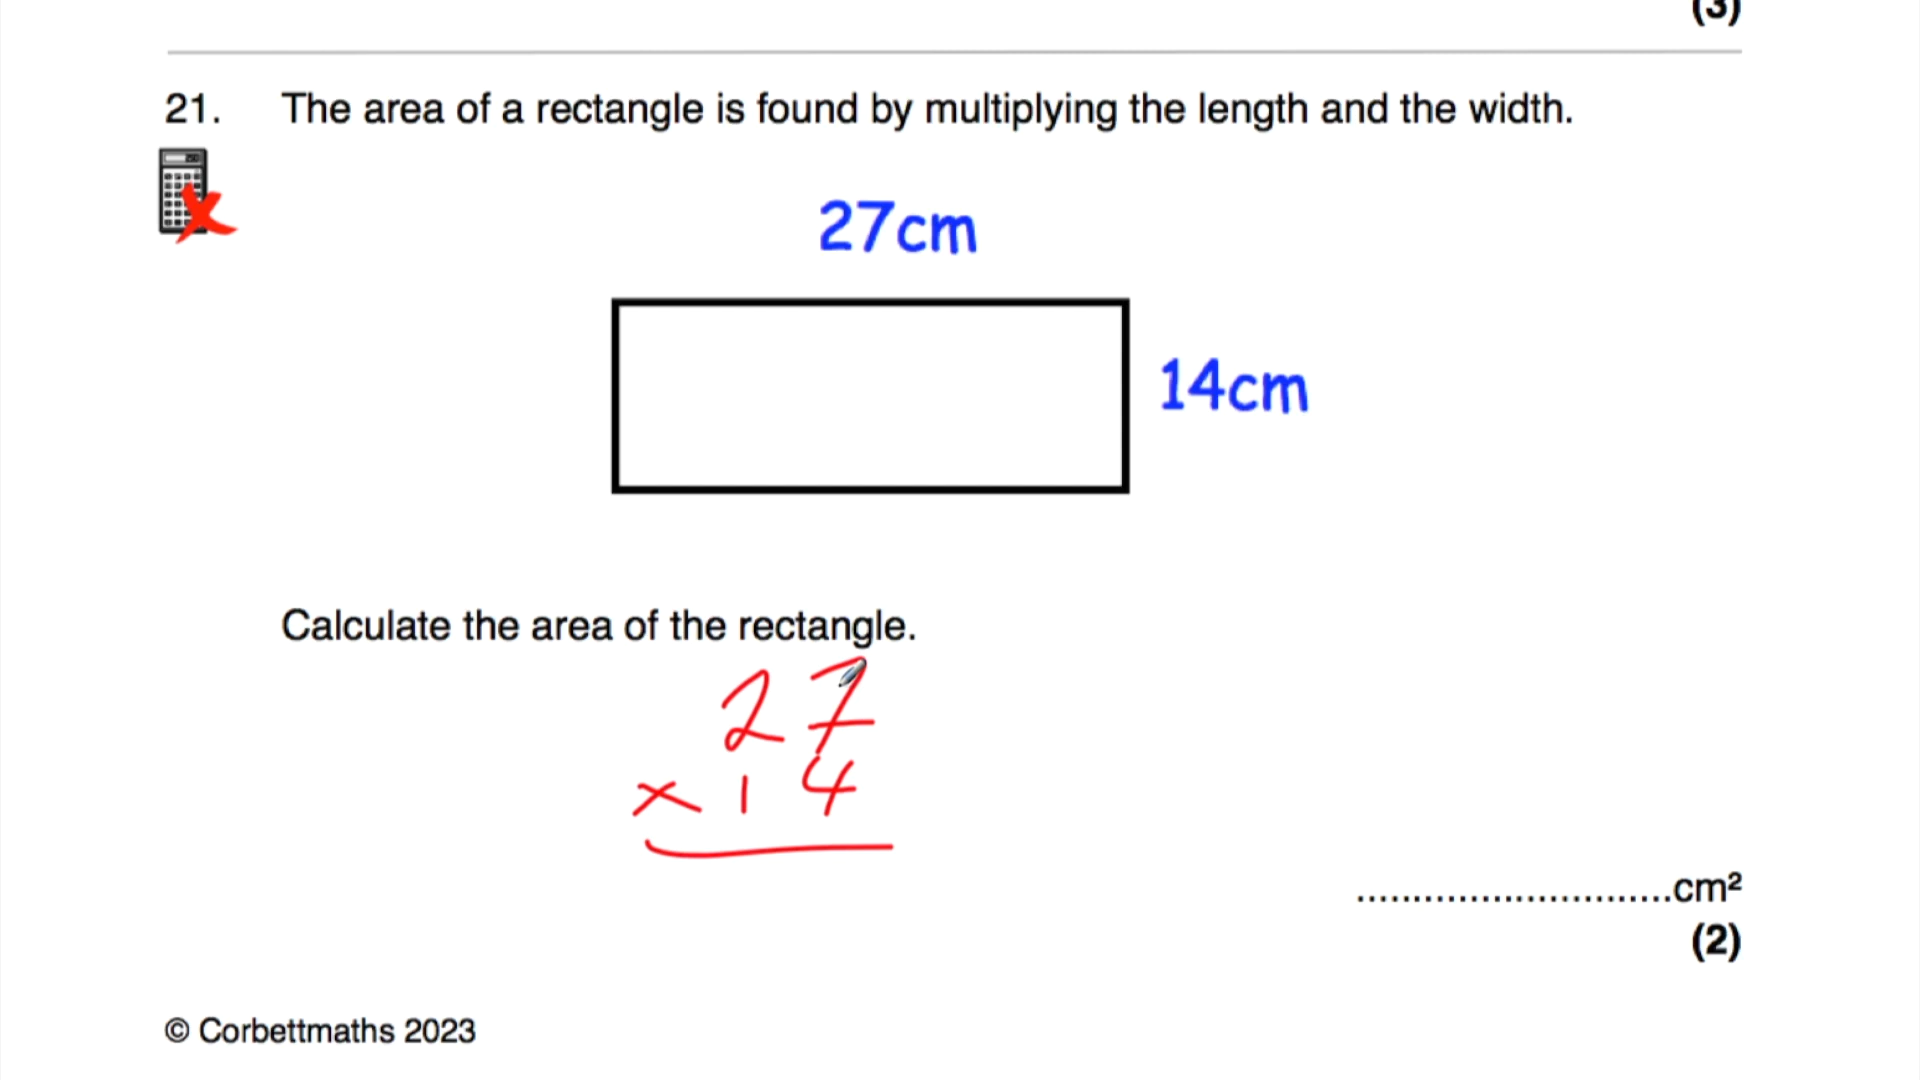 (3)
21. The area of a rectangle is found by multiplying the length and the width.
27cm
14cm
Calculate the area of the rectangle.
27
× 14
............................cm²
(2)
© Corbettmaths 2023